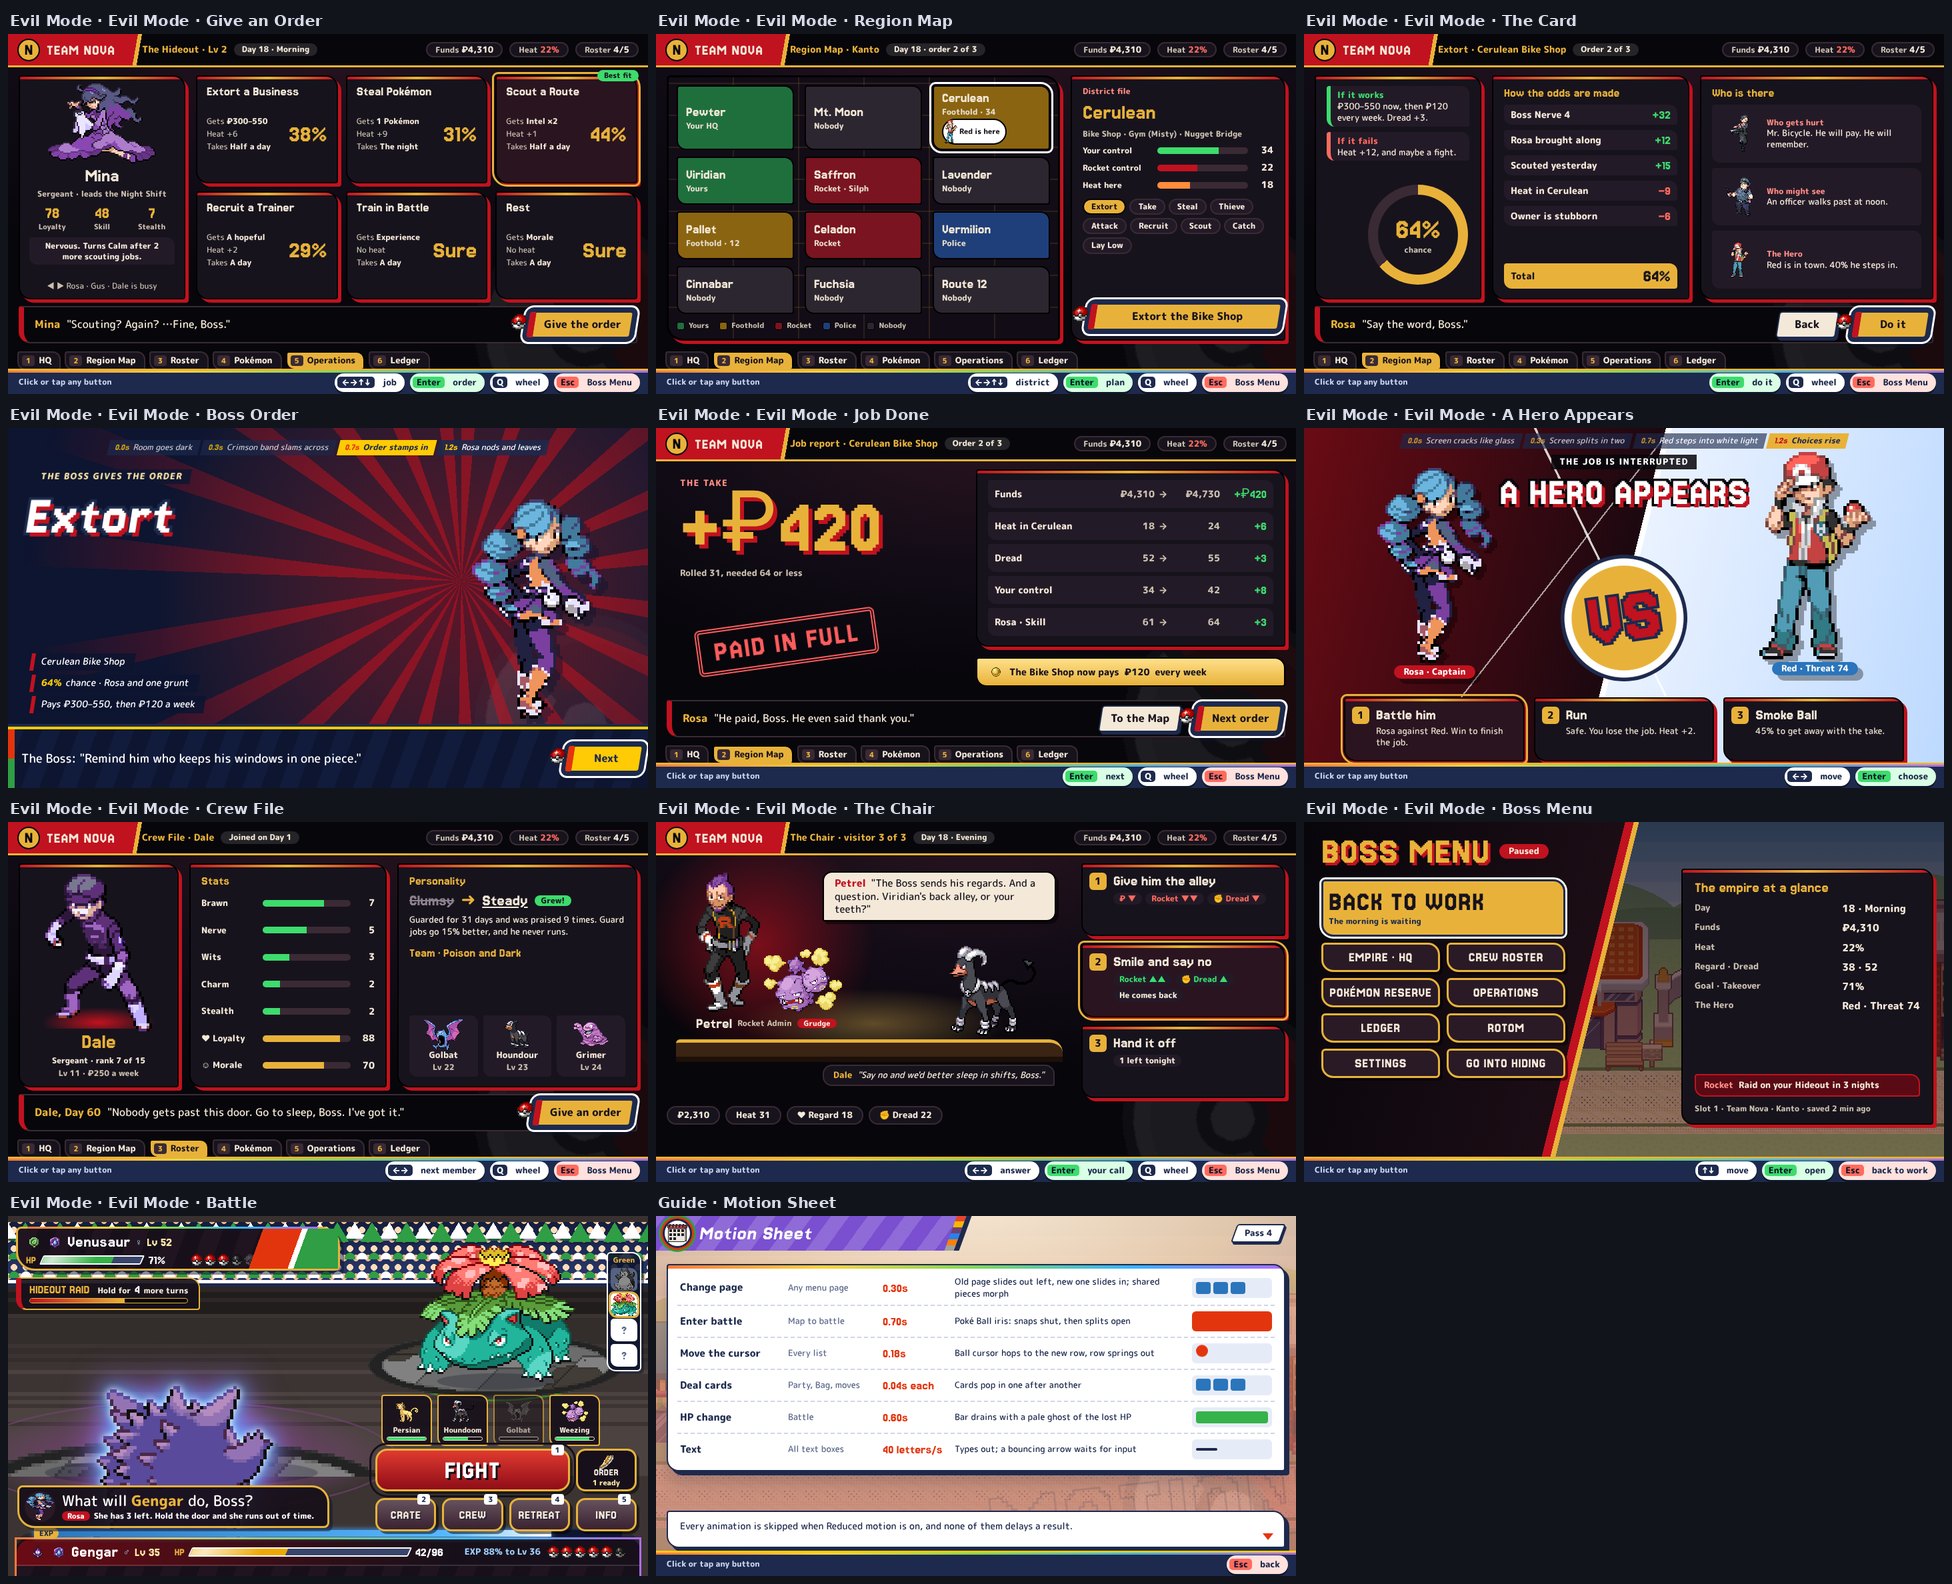 Evil Mode · Evil Mode · Give an Order
N TEAM NOVA The Hideout · Lv 2 Day 18 · Morning Funds ₽4,310 Heat 22% Roster 4/5
Mina
Sergeant · leads the Night Shift
78 48 7
Loyalty Skill Stealth
Nervous. Turns Calm after 2
more scouting jobs.
◀ ▶ Rosa · Gus · Dale is busy
Extort a Business
Gets ₽300–550
Heat +6
Takes Half a day
38%
Steal Pokémon
Gets 1 Pokémon
Heat +9
Takes The night
31%
Best fit
Scout a Route
Gets Intel ×2
Heat +1
Takes Half a day
44%
Recruit a Trainer
Gets A hopeful
Heat +2
Takes A day
29%
Train in Battle
Gets Experience
No heat
Takes A day
Sure
Rest
Gets Morale
No heat
Takes A day
Sure
Mina "Scouting? Again? ···Fine, Boss."
Give the order
1 HQ 2 Region Map 3 Roster 4 Pokémon 5 Operations 6 Ledger
Click or tap any button ←→↑↓ job Enter order Q wheel Esc Boss Menu
Evil Mode · Evil Mode · Region Map
N TEAM NOVA Region Map · Kanto Day 18 · order 2 of 3 Funds ₽4,310 Heat 22% Roster 4/5
Pewter
Your HQ
Mt. Moon
Nobody
Cerulean
Foothold · 34
Red is here
Viridian
Yours
Saffron
Rocket · Silph
Lavender
Nobody
Pallet
Foothold · 12
Celadon
Rocket
Vermilion
Police
Cinnabar
Nobody
Fuchsia
Nobody
Route 12
Nobody
Yours Foothold Rocket Police Nobody
District file
Cerulean
Bike Shop · Gym (Misty) · Nugget Bridge
Your control 34
Rocket control 22
Heat here 18
Extort Take Steal Thieve
Attack Recruit Scout Catch
Lay Low
Extort the Bike Shop
1 HQ 2 Region Map 3 Roster 4 Pokémon 5 Operations 6 Ledger
Click or tap any button ←→↑↓ district Enter plan Q wheel Esc Boss Menu
Evil Mode · Evil Mode · The Card
N TEAM NOVA Extort · Cerulean Bike Shop Order 2 of 3 Funds ₽4,310 Heat 22% Roster 4/5
If it works
₽300–550 now, then ₽120
every week. Dread +3.
If it fails
Heat +12, and maybe a fight.
64%
chance
How the odds are made
Boss Nerve 4 +32
Rosa brought along +12
Scouted yesterday +15
Heat in Cerulean −9
Owner is stubborn −6
Total 64%
Who is there
Who gets hurt
Mr. Bicycle. He will pay. He will
remember.
Who might see
An officer walks past at noon.
The Hero
Red is in town. 40% he steps in.
Rosa "Say the word, Boss."
Back Do it
1 HQ 2 Region Map 3 Roster 4 Pokémon 5 Operations 6 Ledger
Click or tap any button Enter do it Q wheel Esc Boss Menu
Evil Mode · Evil Mode · Boss Order
0.0s Room goes dark 0.3s Crimson band slams across 0.7s Order stamps in 1.2s Rosa nods and leaves
THE BOSS GIVES THE ORDER
Extort
Cerulean Bike Shop
64% chance · Rosa and one grunt
Pays ₽300–550, then ₽120 a week
The Boss: "Remind him who keeps his windows in one piece."
Next
Evil Mode · Evil Mode · Job Done
N TEAM NOVA Job report · Cerulean Bike Shop Order 2 of 3 Funds ₽4,310 Heat 22% Roster 4/5
THE TAKE
+₽420
Rolled 31, needed 64 or less
PAID IN FULL
Funds ₽4,310 → ₽4,730 +₽420
Heat in Cerulean 18 → 24 +6
Dread 52 → 55 +3
Your control 34 → 42 +8
Rosa · Skill 61 → 64 +3
The Bike Shop now pays ₽120 every week
Rosa "He paid, Boss. He even said thank you."
To the Map Next order
1 HQ 2 Region Map 3 Roster 4 Pokémon 5 Operations 6 Ledger
Click or tap any button Enter next Q wheel Esc Boss Menu
Evil Mode · Evil Mode · A Hero Appears
0.0s Screen cracks like glass 0.3s Screen splits in two 0.7s Red steps into white light 1.2s Choices rise
THE JOB IS INTERRUPTED
A HERO APPEARS
VS
Rosa · Captain
Red · Threat 74
1 Battle him
Rosa against Red. Win to finish
the job.
2 Run
Safe. You lose the job. Heat +2.
3 Smoke Ball
45% to get away with the take.
Click or tap any button ←→ move Enter choose
Evil Mode · Evil Mode · Crew File
N TEAM NOVA Crew File · Dale Joined on Day 1 Funds ₽4,310 Heat 22% Roster 4/5
Dale
Sergeant · rank 7 of 15
Lv 11 · ₽250 a week
Stats
Brawn 7
Nerve 5
Wits 3
Charm 2
Stealth 2
♥ Loyalty 88
☺ Morale 70
Personality
Clumsy → Steady Grew!
Guarded for 31 days and was praised 9 times. Guard
jobs go 15% better, and he never runs.
Team · Poison and Dark
Golbat Houndour Grimer
Lv 22 Lv 23 Lv 24
Dale, Day 60 "Nobody gets past this door. Go to sleep, Boss. I've got it."
Give an order
1 HQ 2 Region Map 3 Roster 4 Pokémon 5 Operations 6 Ledger
Click or tap any button ←→ next member Q wheel Esc Boss Menu
Evil Mode · Evil Mode · The Chair
N TEAM NOVA The Chair · visitor 3 of 3 Day 18 · Evening Funds ₽4,310 Heat 22% Roster 4/5
Petrel "The Boss sends his regards. And a
question. Viridian's back alley, or your
teeth?"
Petrel Rocket Admin Grudge
Dale "Say no and we'd better sleep in shifts, Boss."
₽2,310 Heat 31 ♥ Regard 18 Dread 22
1 Give him the alley
₽ ▼ Rocket ▼▼ Dread ▼
2 Smile and say no
Rocket ▲▲ Dread ▲
He comes back
3 Hand it off
1 left tonight
Click or tap any button ←→ answer Enter your call Q wheel Esc Boss Menu
Evil Mode · Evil Mode · Boss Menu
BOSS MENU Paused
BACK TO WORK
The morning is waiting
EMPIRE · HQ CREW ROSTER
POKÉMON RESERVE OPERATIONS
LEDGER ROTOM
SETTINGS GO INTO HIDING
The empire at a glance
Day 18 · Morning
Funds ₽4,310
Heat 22%
Regard · Dread 38 · 52
Goal · Takeover 71%
The Hero Red · Threat 74
Rocket Raid on your Hideout in 3 nights
Slot 1 · Team Nova · Kanto · saved 2 min ago
Click or tap any button ↑↓ move Enter open Esc back to work
Evil Mode · Evil Mode · Battle
Venusaur ♀ Lv 52
HP 71%
HIDEOUT RAID Hold for 4 more turns
Green
?
?
Persian Houndoom Golbat Weezing
FIGHT 1
ORDER
1 ready
CRATE 2 CREW 3 RETREAT 4 INFO 5
What will Gengar do, Boss?
Rosa She has 3 left. Hold the door and she runs out of time.
EXP
Gengar ♂ Lv 35 HP 42/96 EXP 88% to Lv 36
Guide · Motion Sheet
Motion Sheet Pass 4
Change page Any menu page 0.30s Old page slides out left, new one slides in; shared
pieces morph
Enter battle Map to battle 0.70s Poké Ball iris: snaps shut, then splits open
Move the cursor Every list 0.18s Ball cursor hops to the new row, row springs out
Deal cards Party, Bag, moves 0.04s each Cards pop in one after another
HP change Battle 0.60s Bar drains with a pale ghost of the lost HP
Text All text boxes 40 letters/s Types out; a bouncing arrow waits for input
Every animation is skipped when Reduced motion is on, and none of them delays a result.
Click or tap any button Esc back